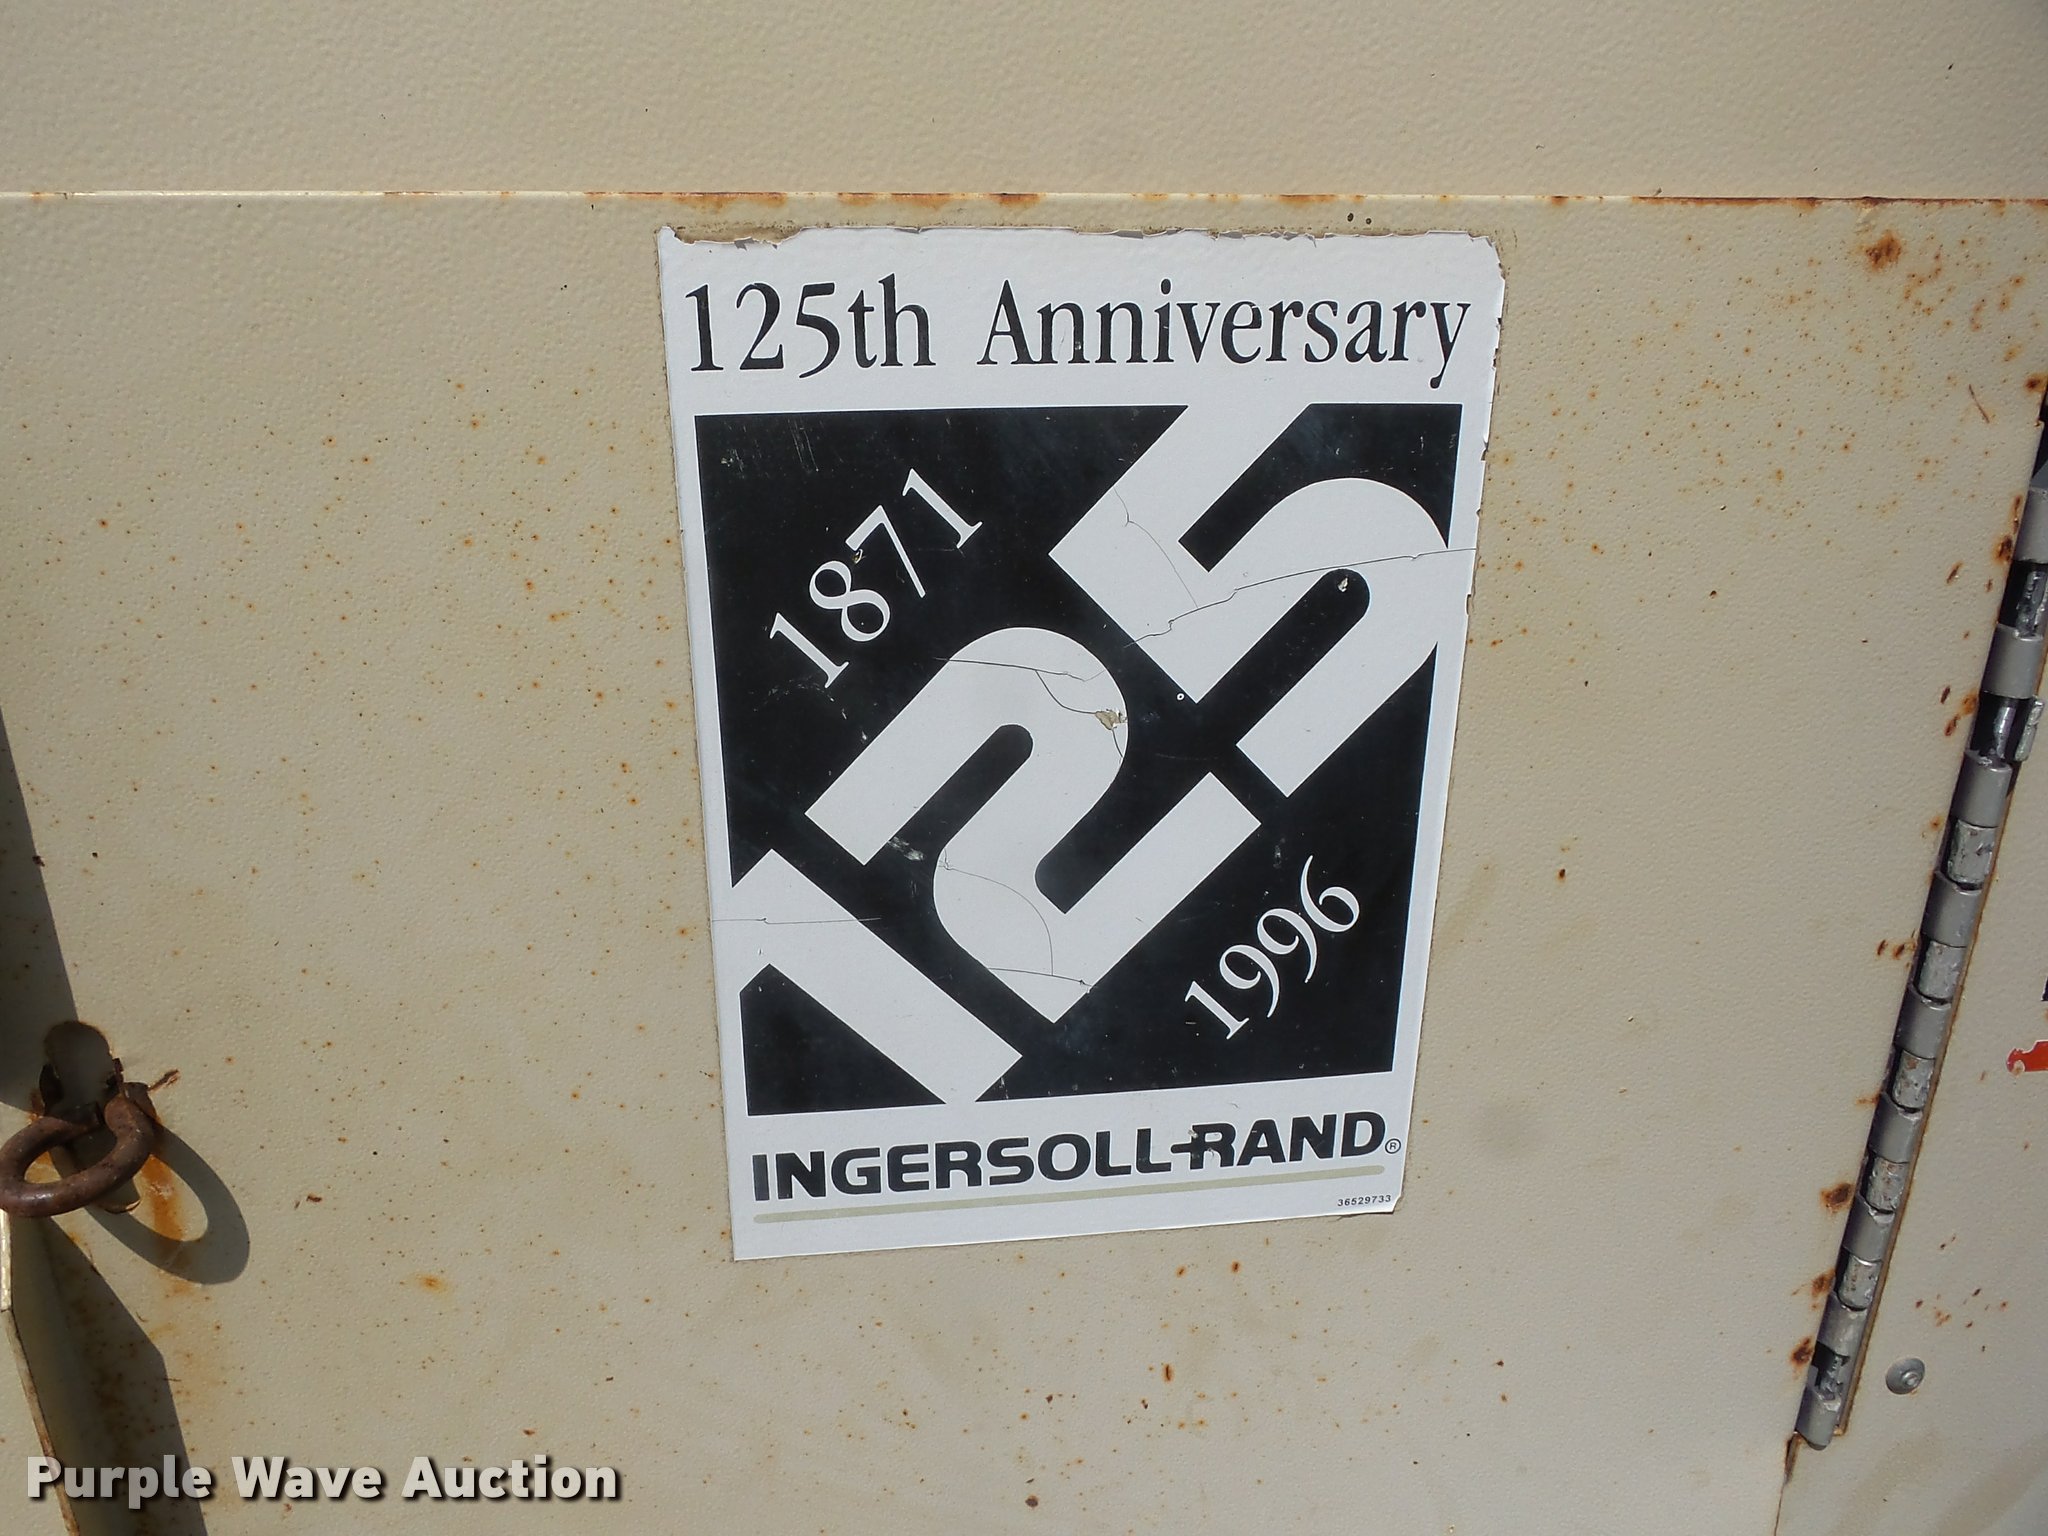 125th Anniversary
1871
125
1996
INGERSOLL-RAND®
36529733
Purple Wave Auction